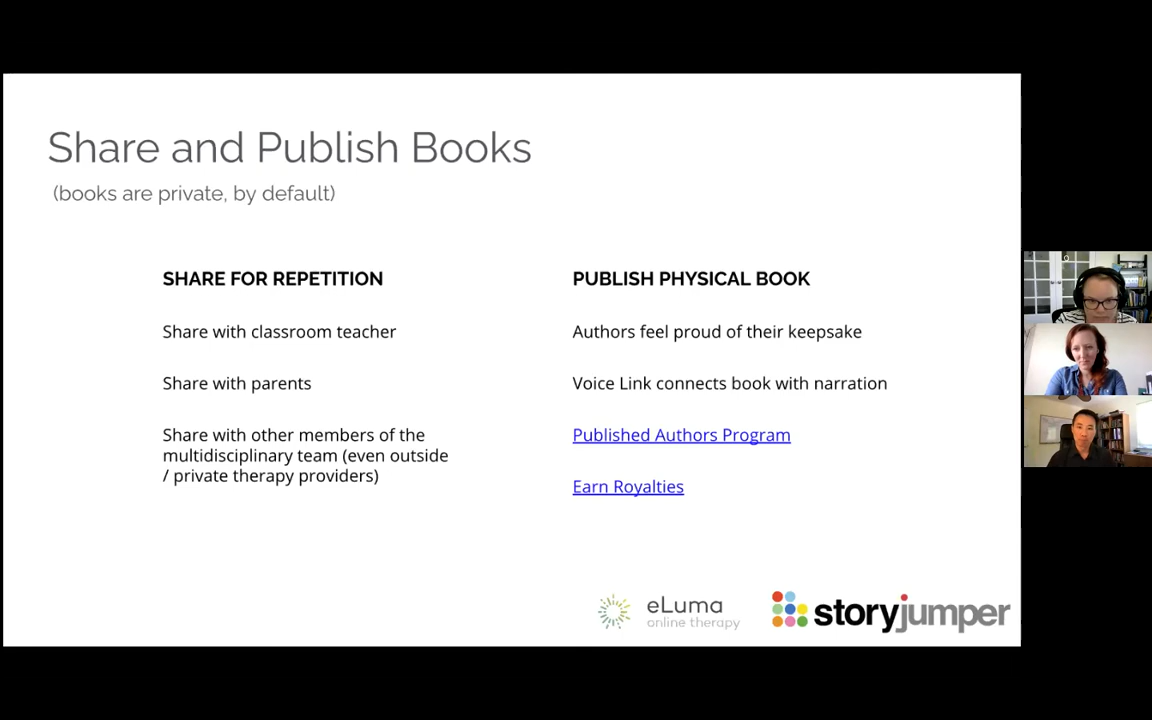 Share and Publish Books
(books are private, by default)
SHARE FOR REPETITION
Share with classroom teacher
Share with parents
Share with other members of the
multidisciplinary team (even outside
/ private therapy providers)
PUBLISH PHYSICAL BOOK
Authors feel proud of their keepsake
Voice Link connects book with narration
Published Authors Program
Earn Royalties
eLuma
online therapy
storyjumper